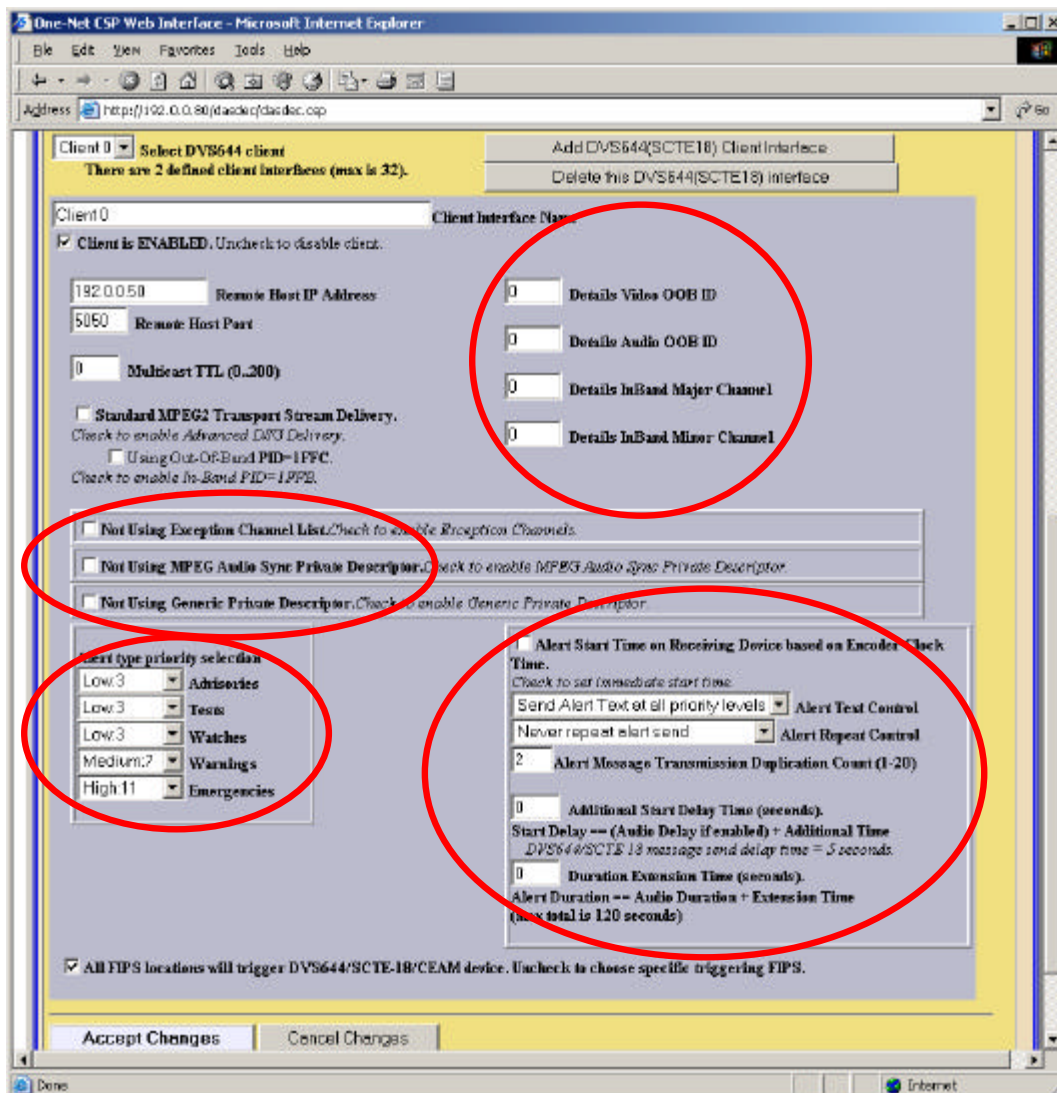 One-Net CSP Web Interface - Microsoft Internet Explorer
File Edit View Favorites Tools Help
Address http://192.0.0.80/dasdec/dasdec.csp Go
Client 0 Select DVS644 client
There are 2 defined client interfaces (max is 32).
Add DVS644(SCTE18) Client Interface
Delete this DVS644(SCTE18) interface
Client 0 Client Interface Name
Client is ENABLED. Uncheck to disable client.
192.0.0.50 Remote Host IP Address
5050 Remote Host Port
0 Multicast TTL (0..200)
Standard MPEG2 Transport Stream Delivery.
Check to enable Advanced DSG Delivery.
Using Out-Of-Band PID=1FFC.
Check to enable In-Band PID=1FFB.
0 Details Video OOB ID
0 Details Audio OOB ID
0 Details InBand Major Channel
0 Details InBand Minor Channel
Not Using Exception Channel List. Check to enable Exception Channels.
Not Using MPEG Audio Sync Private Descriptor. Check to enable MPEG Audio Sync Private Descriptor.
Not Using Generic Private Descriptor. Check to enable Generic Private Descriptor.
Alert type priority selection
Low:3 Advisories
Low:3 Tests
Low:3 Watches
Medium:7 Warnings
High:11 Emergencies
Alert Start Time on Receiving Device based on Encoder Clock
Time.
Check to set immediate start time.
Send Alert Text at all priority levels Alert Text Control
Never repeat alert send Alert Repeat Control
2 Alert Message Transmission Duplication Count (1-20)
0 Additional Start Delay Time (seconds).
Start Delay == (Audio Delay if enabled) + Additional Time
DVS644/SCTE 18 message send delay time = 5 seconds.
0 Duration Extension Time (seconds).
Alert Duration == Audio Duration + Extension Time
(max total is 120 seconds)
All FIPS locations will trigger DVS644/SCTE-18/CEAM device. Uncheck to choose specific triggering FIPS.
Accept Changes Cancel Changes
Done Internet